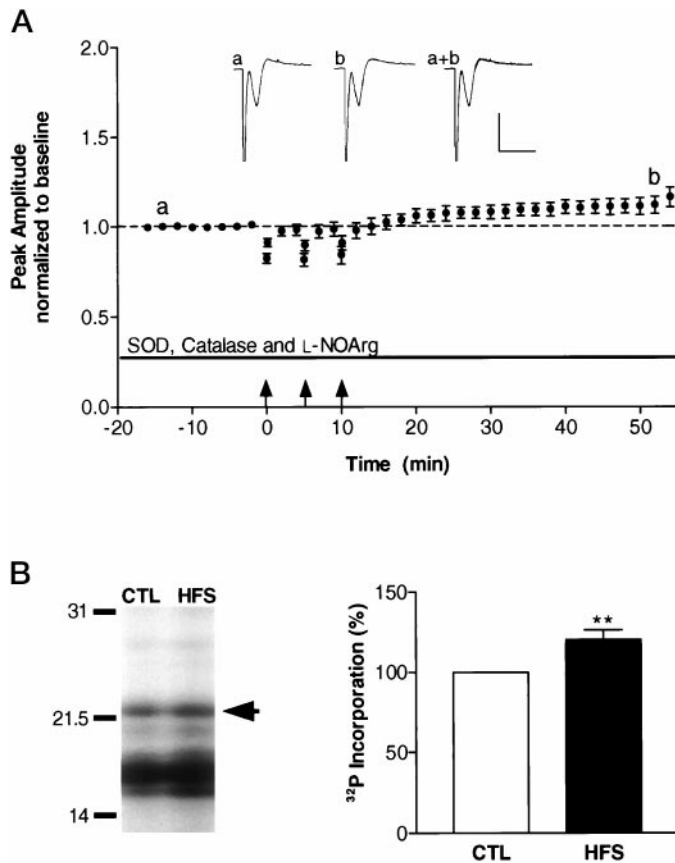 A
2.0
1.5
1.0
0.5
0.0
Peak Amplitude
normalized to baseline
a
b
a+b
a
b
SOD, Catalase and L-NOArg
-20
-10
0
10
20
30
40
50
Time (min)
B
CTL HFS
31
21.5
14
150
100
50
0
³²P Incorporation (%)
**
CTL
HFS